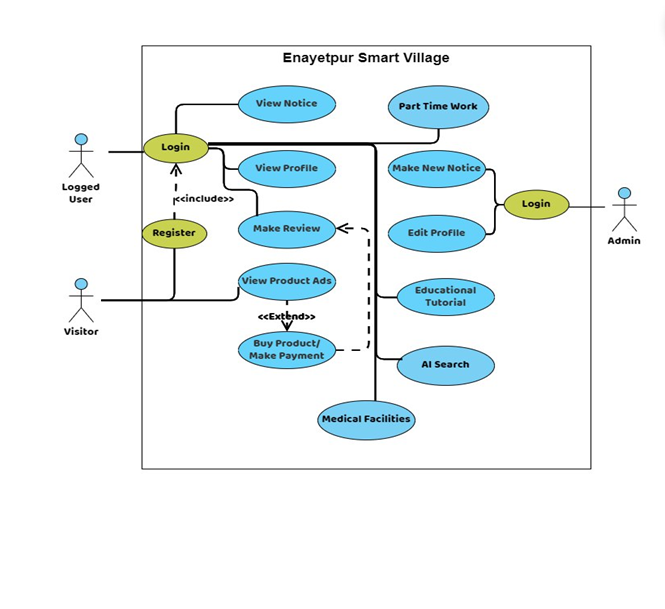 Enayetpur Smart Village
View Notice
Part Time Work
Login
Logged
User
View Profile
Make New Notice
<<include>>
Login
Register
Make Review
Edit Profile
Admin
View Product Ads
Educational
Tutorial
Visitor
<<Extend>>
Buy Product/
Make Payment
AI Search
Medical Facilities